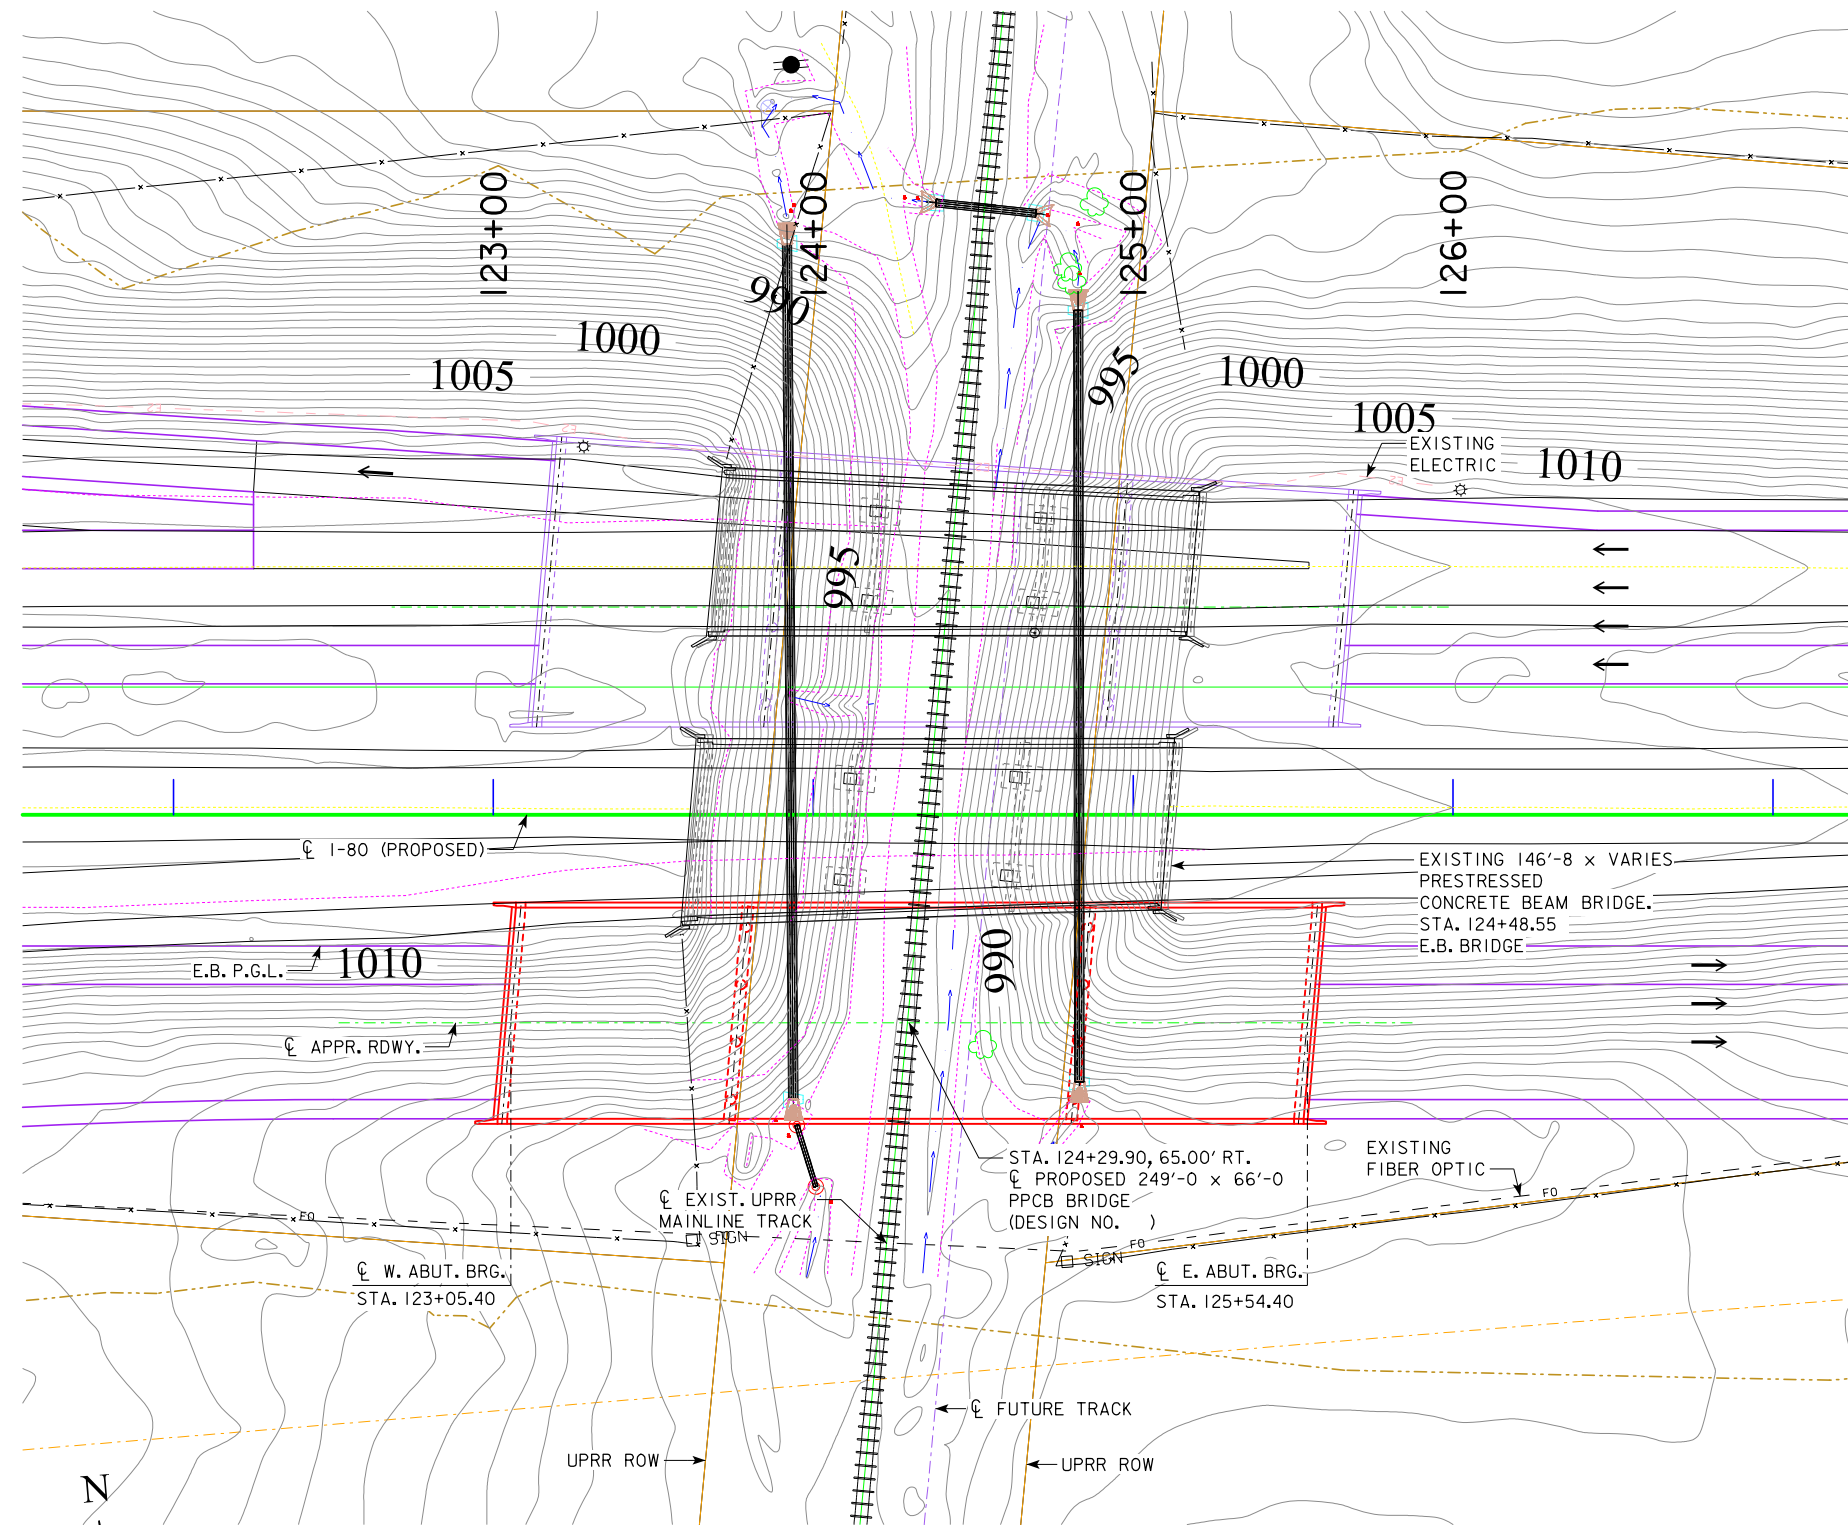 123+00
124+00
125+00
126+00
990
1000
1005
995
1000
1005
EXISTING
ELECTRIC
1010
995
℄ I-80 (PROPOSED)
EXISTING 146'-8 x VARIES
PRESTRESSED
CONCRETE BEAM BRIDGE.
STA. 124+48.55
E.B. BRIDGE
E.B. P.G.L.
1010
990
℄ APPR. RDWY.
STA. 124+29.90, 65.00' RT.
℄ PROPOSED 249'-0 x 66'-0
PPCB BRIDGE
(DESIGN NO. )
EXISTING
FIBER OPTIC
℄ EXIST. UPRR
MAINLINE TRACK
FO
SIGN
FO
SIGN
FO
℄ W. ABUT. BRG.
STA. 123+05.40
℄ E. ABUT. BRG.
STA. 125+54.40
℄ FUTURE TRACK
UPRR ROW
UPRR ROW
N